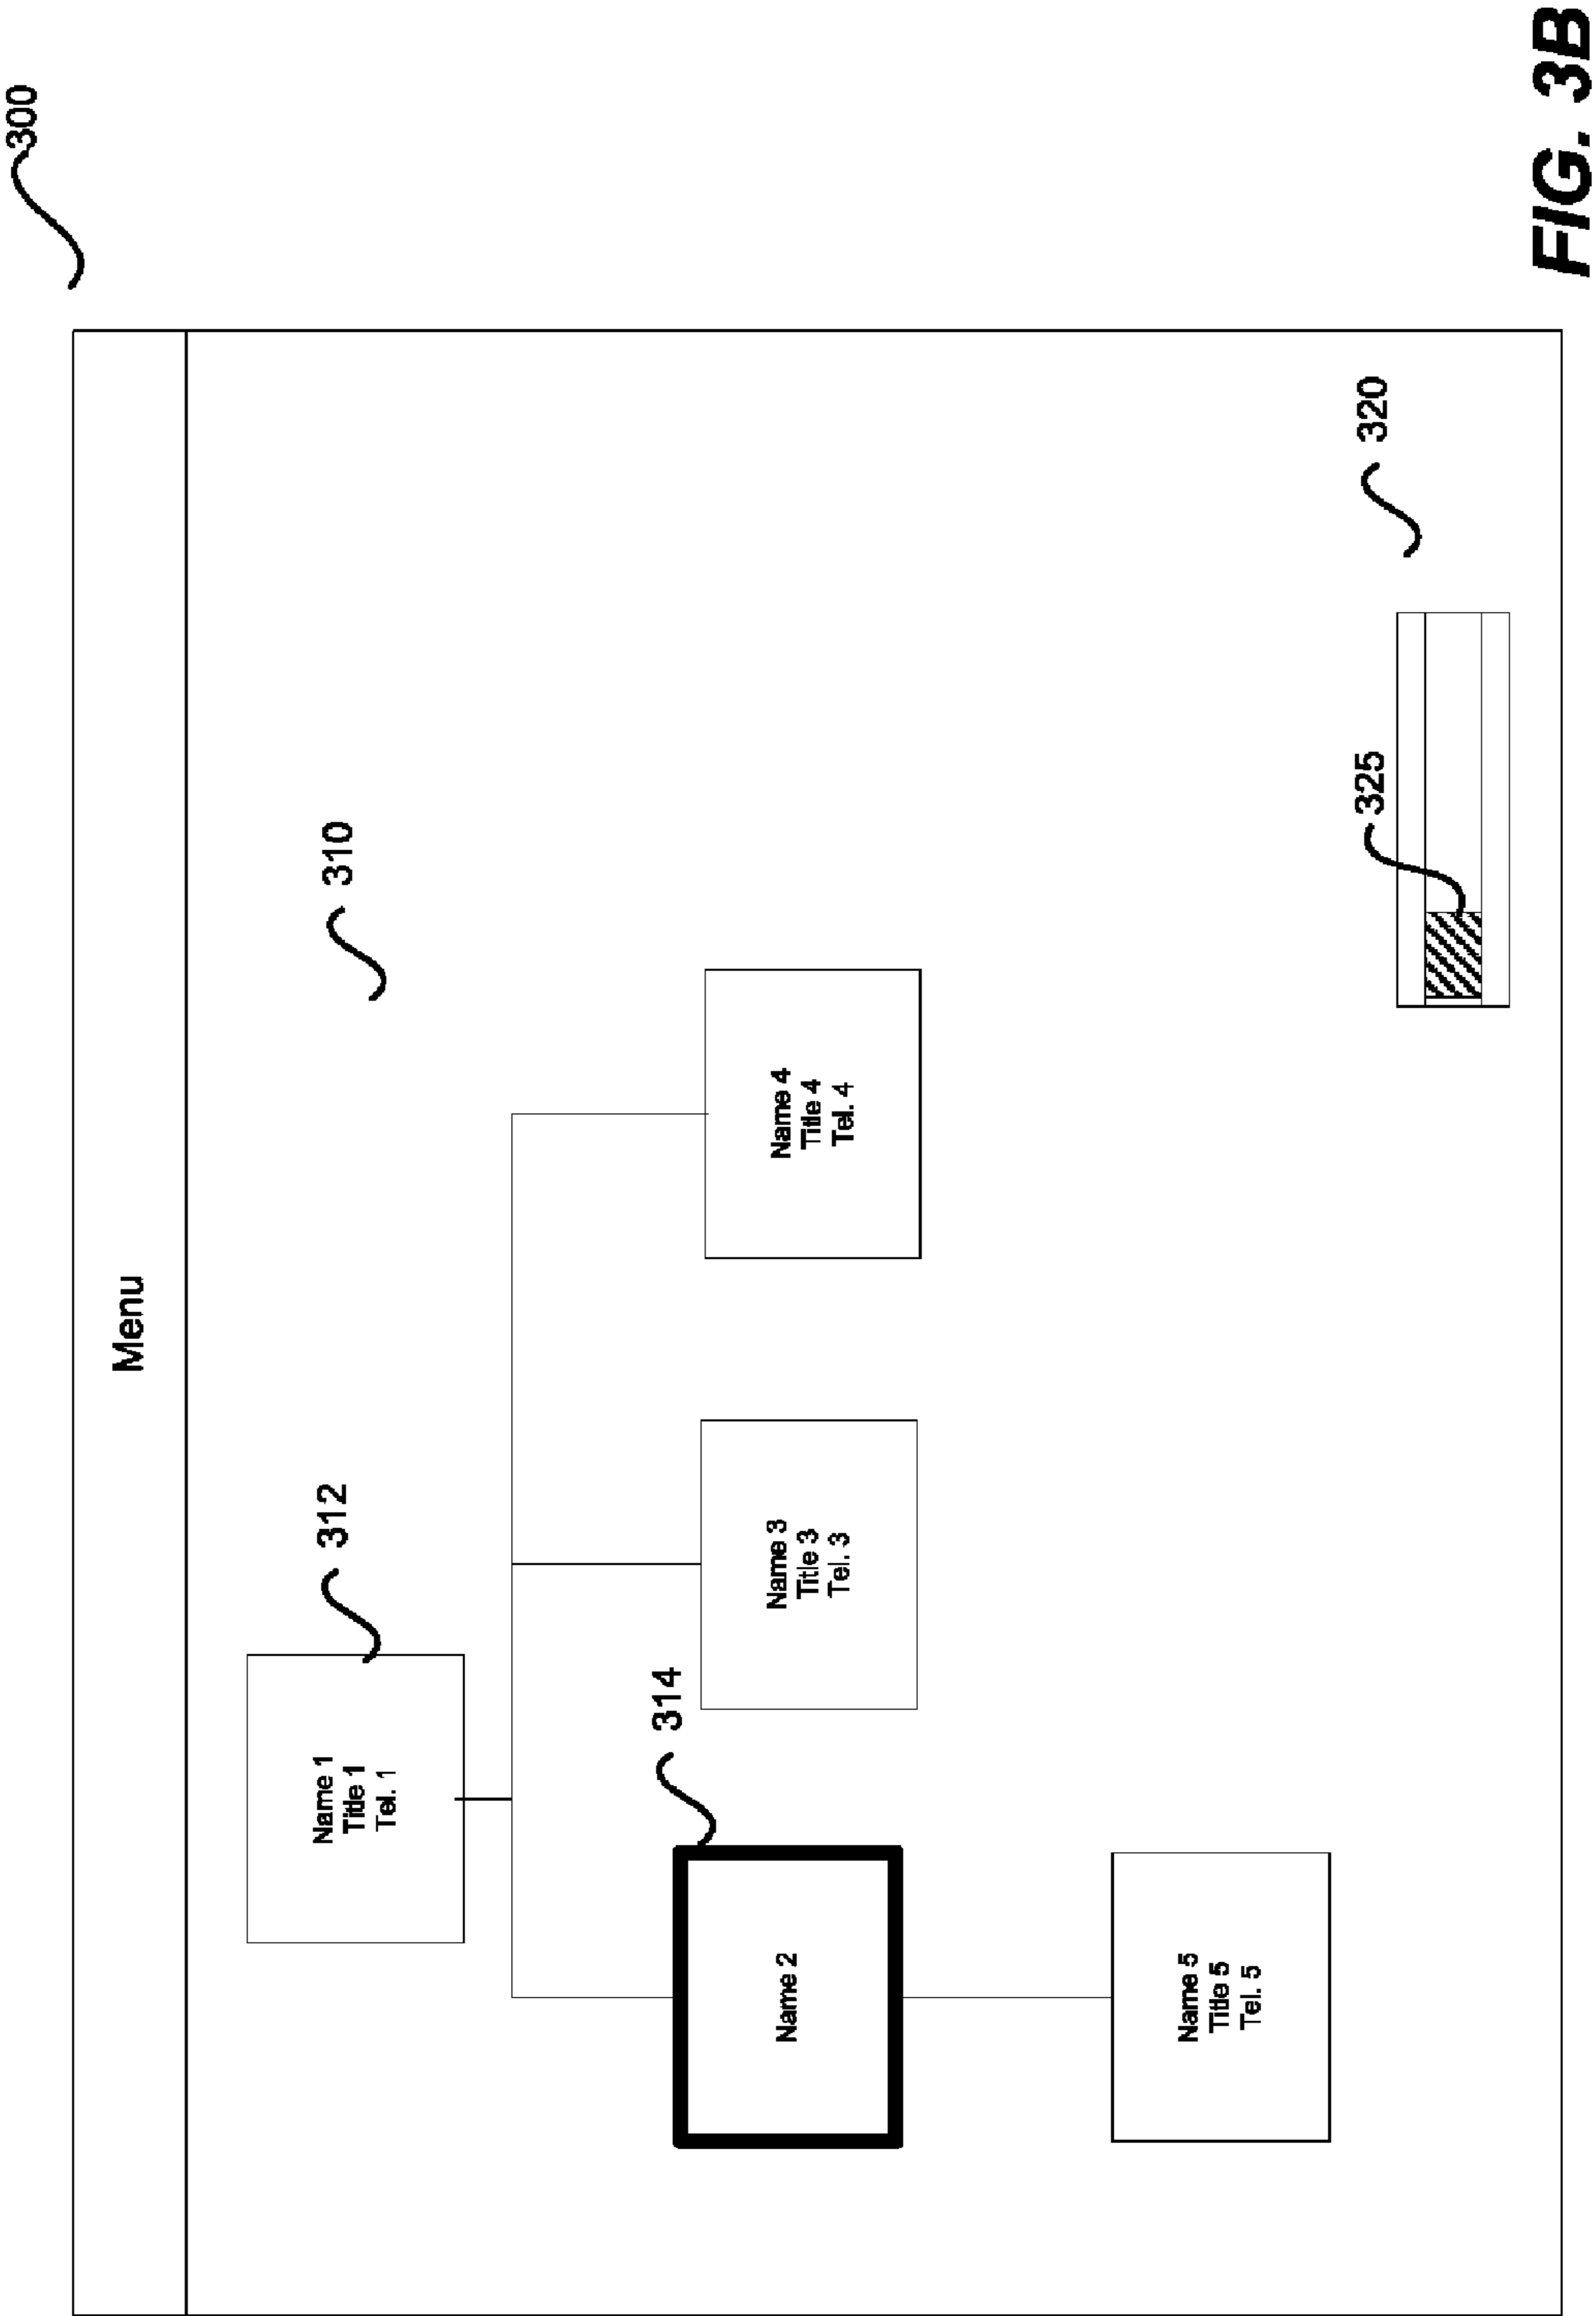 300
Menu
312
310
Name 1
Title 1
Tel. 1
314
Name 2
Name 3
Title 3
Tel. 3
Name 4
Title 4
Tel. 4
Name 5
Title 5
Tel. 5
325
320
FIG. 3B